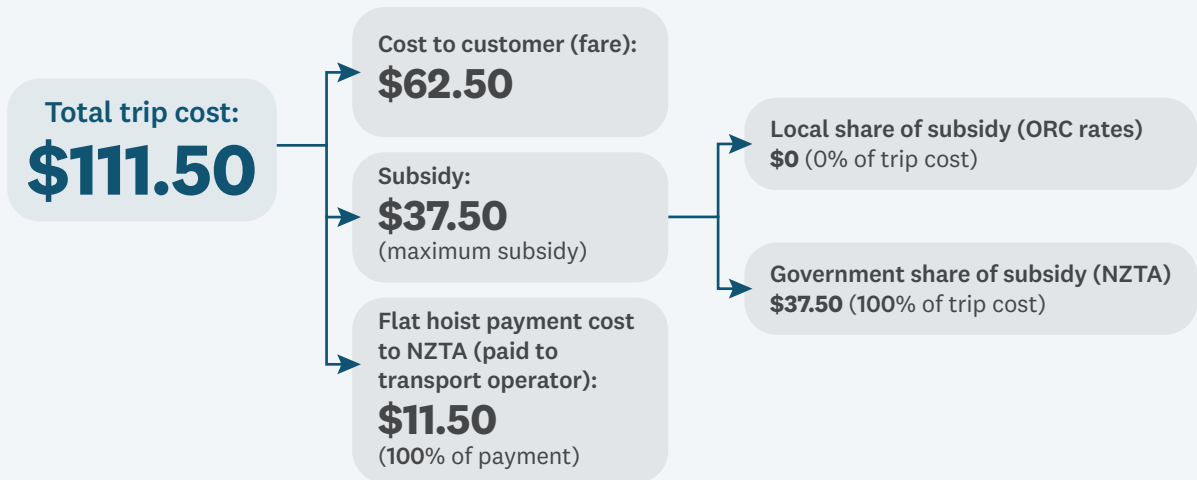 Total trip cost:
$111.50
Cost to customer (fare):
$62.50
Subsidy:
$37.50
(maximum subsidy)
Flat hoist payment cost
to NZTA (paid to
transport operator):
$11.50
(100% of payment)
Local share of subsidy (ORC rates)
$0 (0% of trip cost)
Government share of subsidy (NZTA)
$37.50 (100% of trip cost)